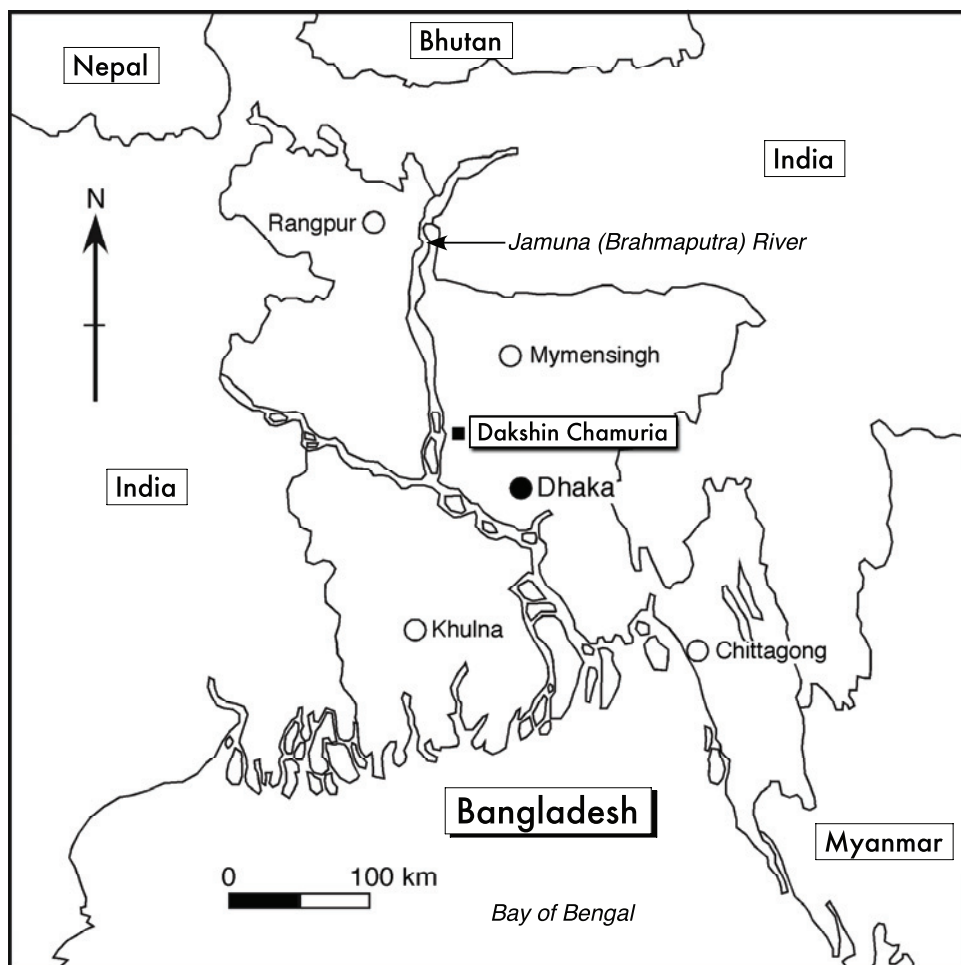 Bhutan
Nepal
India
N
Rangpur
Jamuna (Brahmaputra) River
Mymensingh
Dakshin Chamuria
India
Dhaka
Khulna
Chittagong
Bangladesh
Myanmar
0 100 km
Bay of Bengal